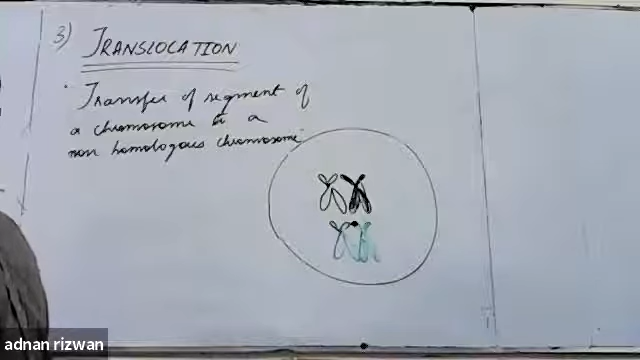 3) TRANSLOCATION
Transfer of segment of
a chromosome to a
non homologous chromosome
adnan rizwan